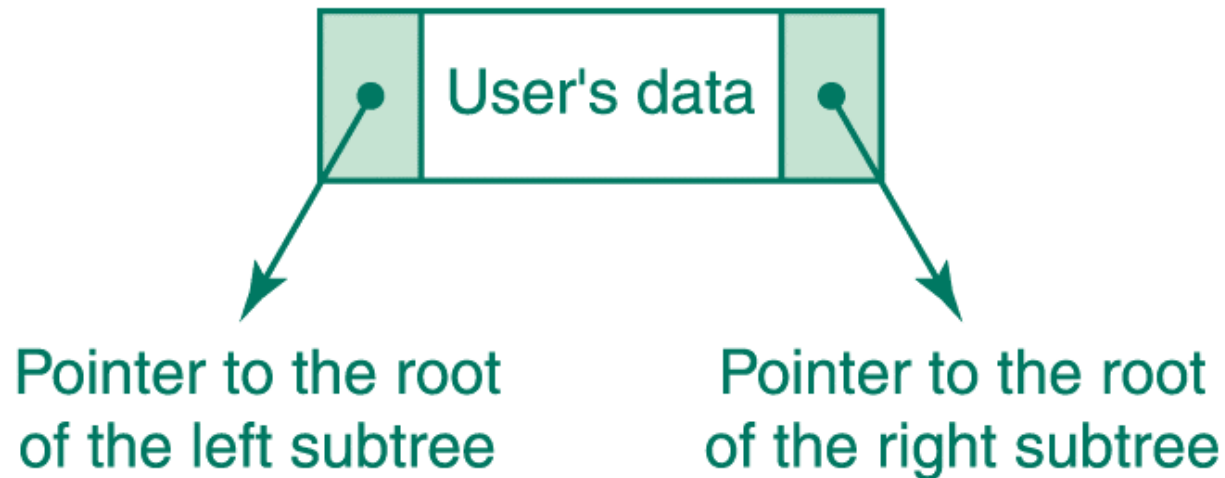 User's data
Pointer to the root
of the left subtree
Pointer to the root
of the right subtree